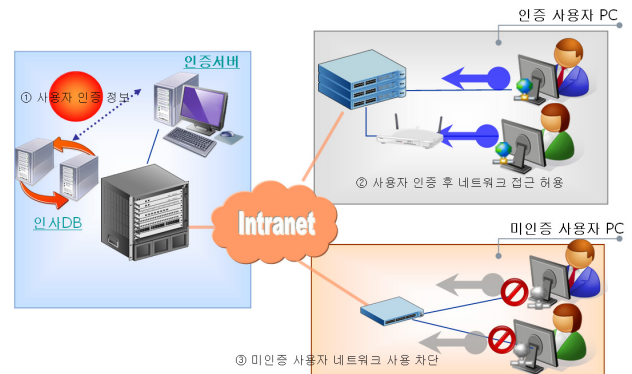 인증 사용자 PC
인증서버
① 사용자 인증 정보
인사DB
② 사용자 인증 후 네트워크 접근 허용
Intranet
미인증 사용자 PC
③ 미인증 사용자 네트워크 사용 차단